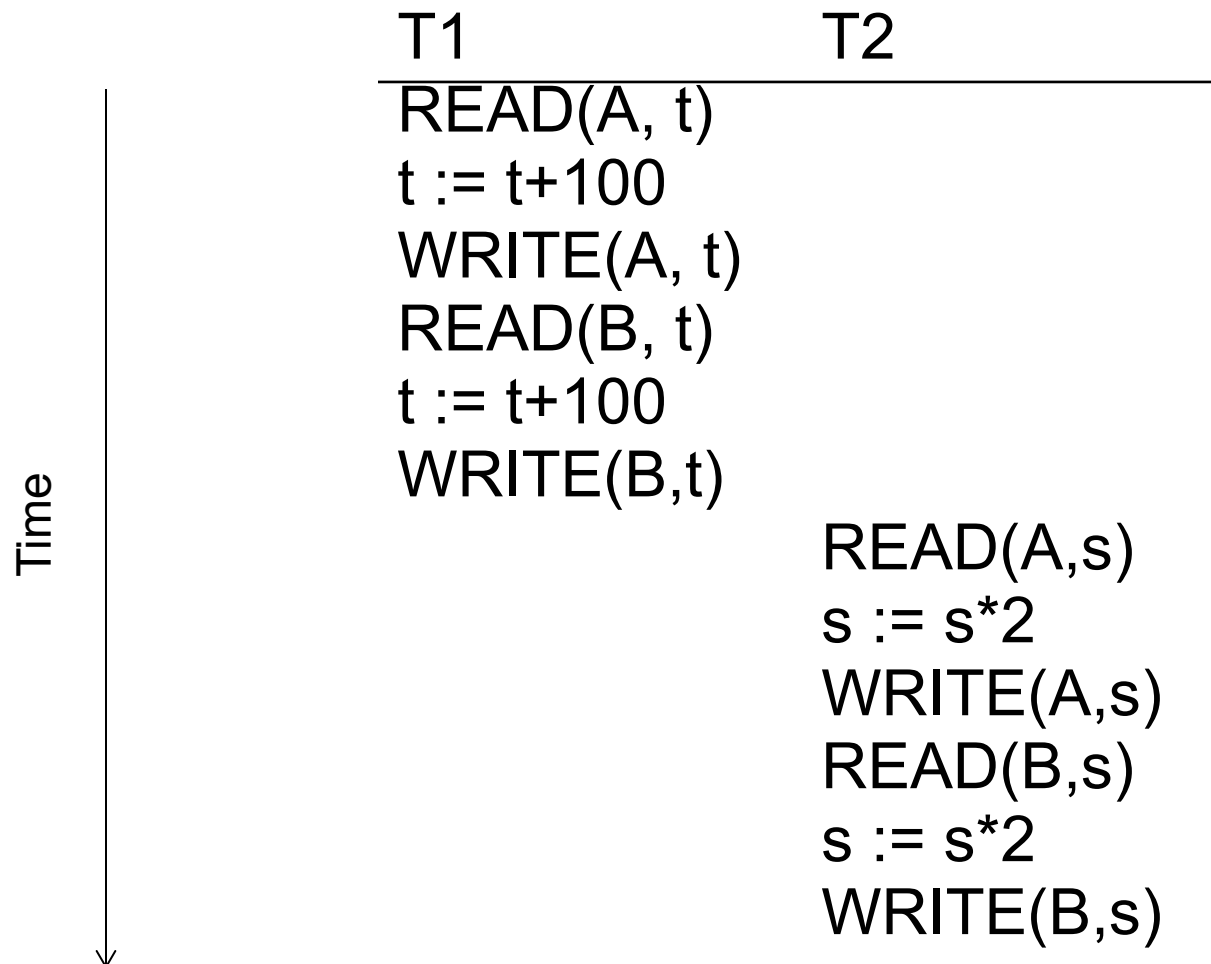 T1 T2
READ(A, t)
t := t+100
WRITE(A, t)
READ(B, t)
t := t+100
WRITE(B,t)
READ(A,s)
s := s*2
WRITE(A,s)
READ(B,s)
s := s*2
WRITE(B,s)
Time